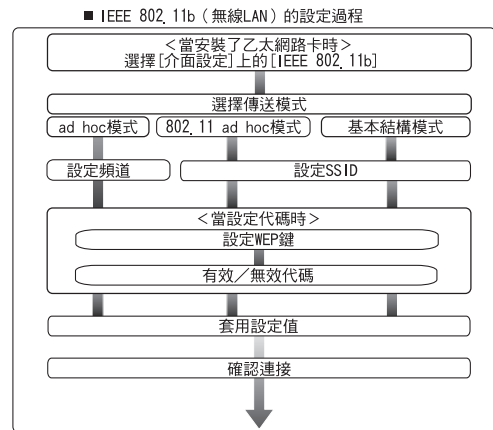 ■ IEEE 802.11b（無線LAN）的設定過程
＜當安裝了乙太網路卡時＞
選擇[介面設定]上的[IEEE 802.11b]
選擇傳送模式
ad hoc模式
802.11 ad hoc模式
基本結構模式
設定頻道
設定SSID
＜當設定代碼時＞
設定WEP鍵
有效／無效代碼
套用設定值
確認連接